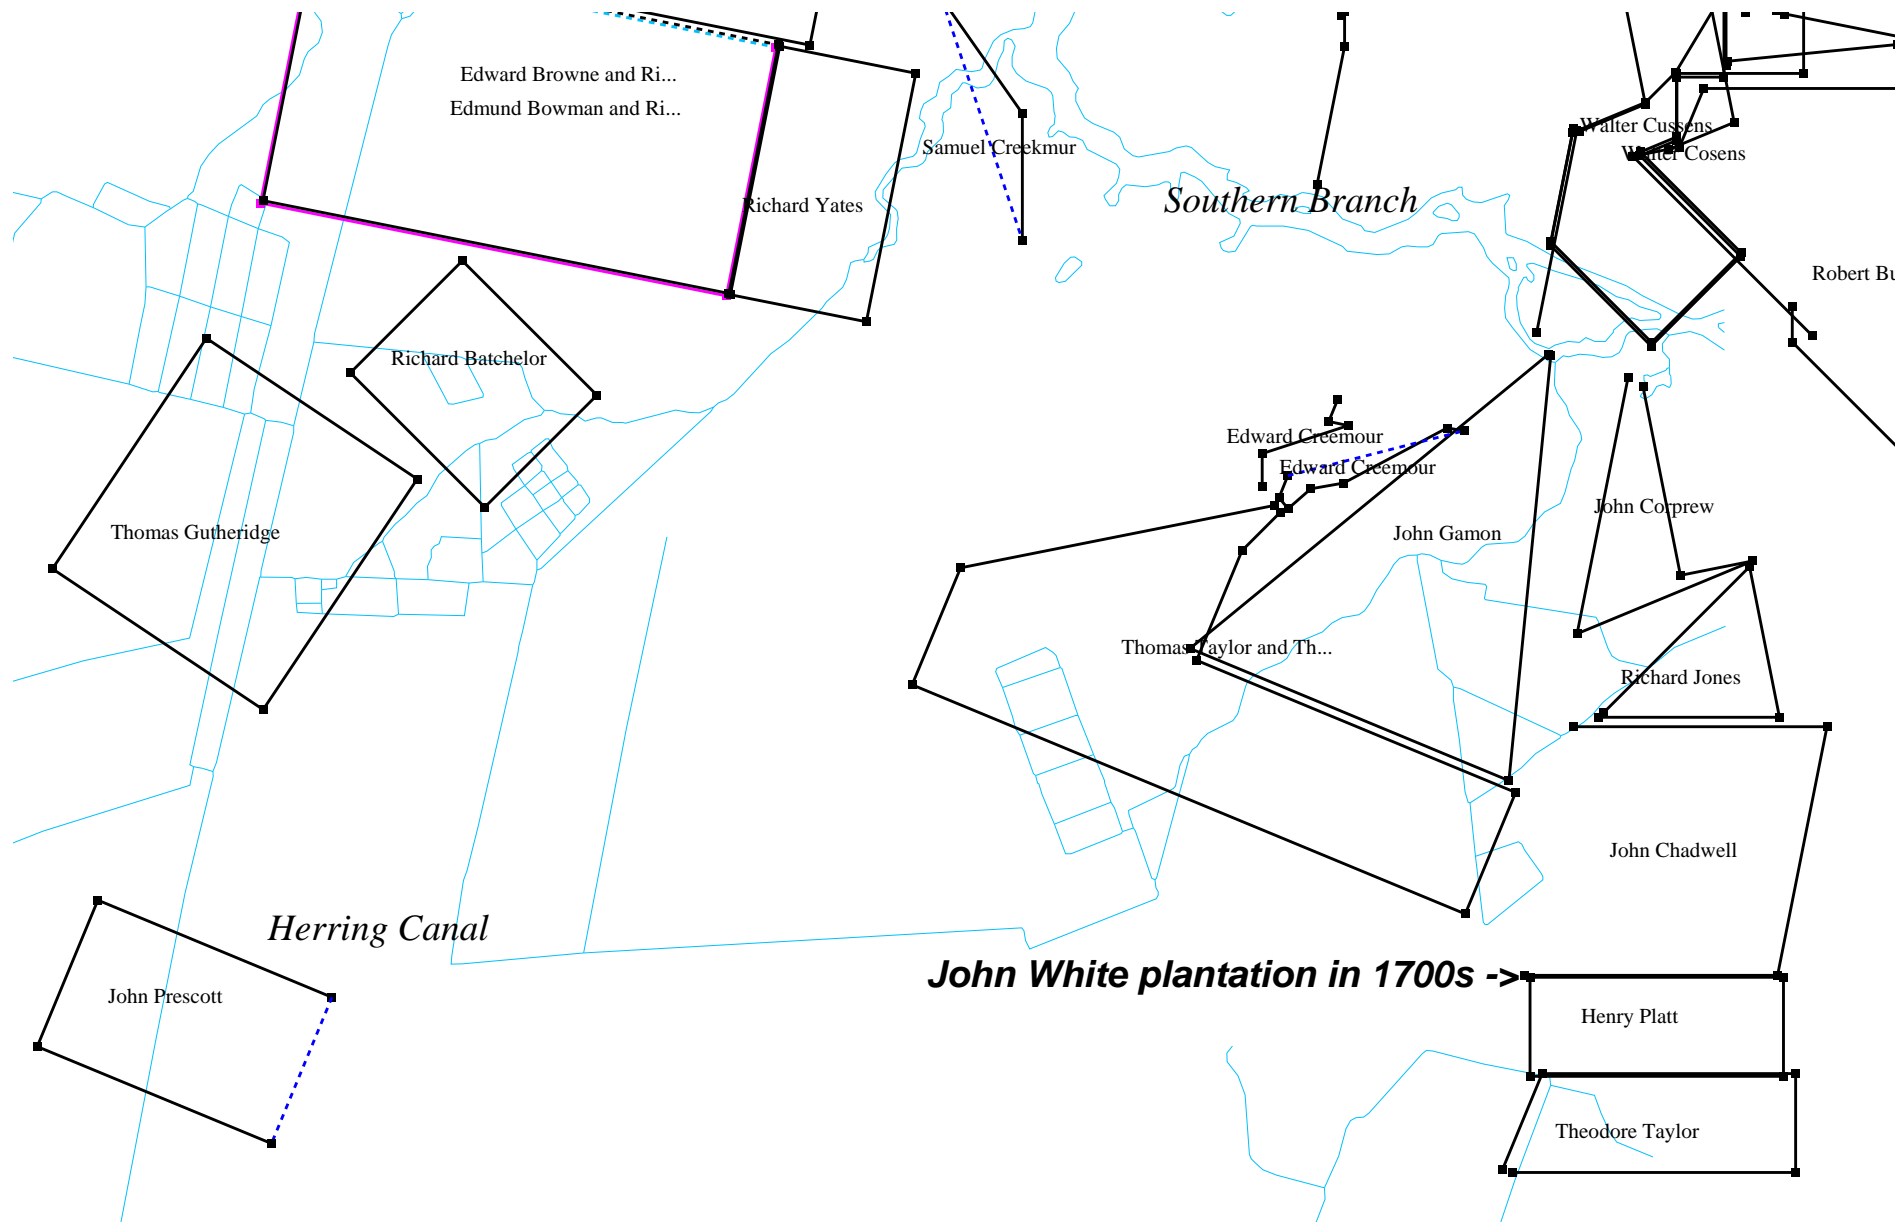 Edward Browne and Ri...
Edmund Bowman and Ri...
Samuel Creekmur
Walter Cussens
Walter Cosens
Richard Yates
Southern Branch
Robert Bu
Richard Batchelor
Edward Creemour
Edward Creemour
Thomas Gutheridge
John Corprew
John Gamon
Thomas Taylor and Th...
Richard Jones
John Chadwell
Herring Canal
John White plantation in 1700s ->
John Prescott
Henry Platt
Theodore Taylor